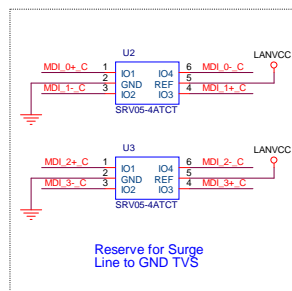 U2
LANVCC
MDI_0+_C 1 IO1 IO4 6 MDI_0-_C
2 GND REF 5
MDI_1-_C 3 IO2 IO3 4 MDI_1+_C
SRV05-4ATCT
U3
LANVCC
MDI_2+_C 1 IO1 IO4 6 MDI_2-_C
2 GND REF 5
MDI_3-_C 3 IO2 IO3 4 MDI_3+_C
SRV05-4ATCT
Reserve for Surge
Line to GND TVS